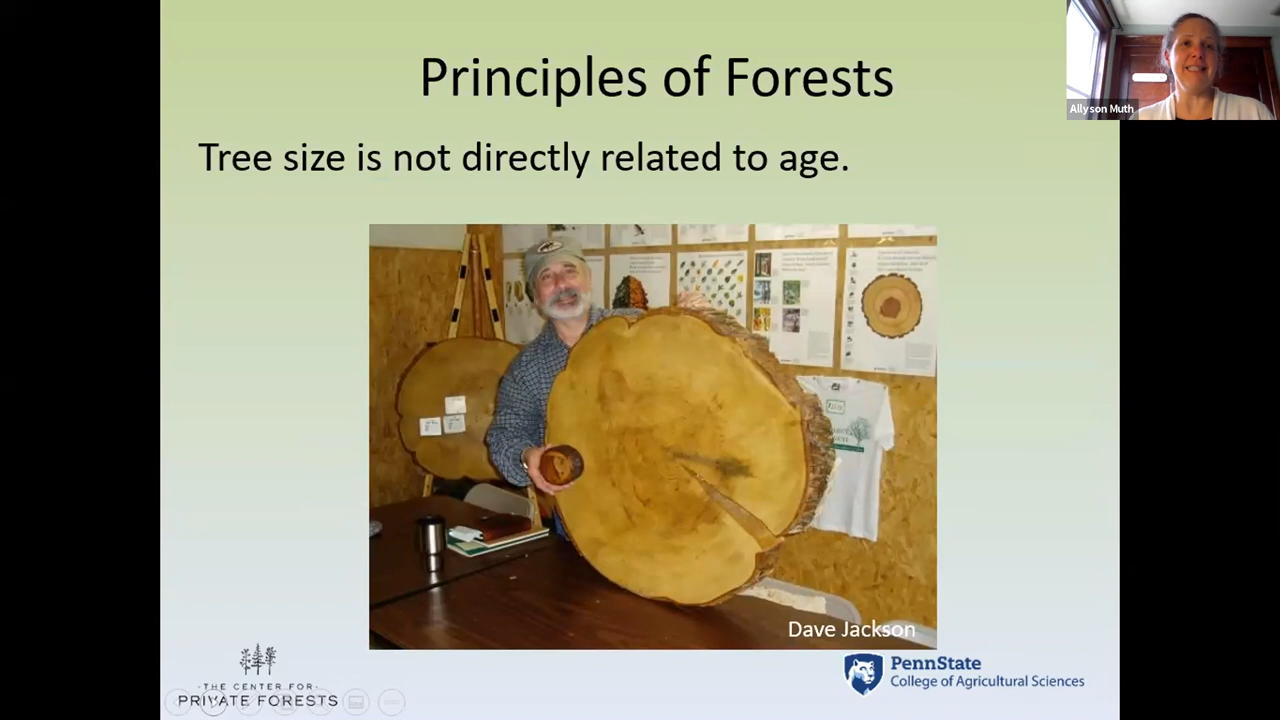 Principles of Forests
Allyson Muth
Tree size is not directly related to age.
Dave Jackson
·THE CENTER FOR·
PRIVATE FORESTS
PennState
College of Agricultural Sciences